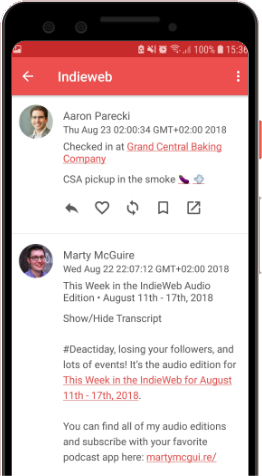 100% 15:36
Indieweb
Aaron Parecki
Thu Aug 23 02:00:34 GMT+02:00 2018
Checked in at Grand Central Baking
Company
CSA pickup in the smoke 🍆 💨
Marty McGuire
Wed Aug 22 22:07:12 GMT+02:00 2018
This Week in the IndieWeb Audio
Edition • August 11th - 17th, 2018
Show/Hide Transcript
#Deactiday, losing your followers, and
lots of events! It's the audio edition for
This Week in the IndieWeb for August
11th - 17th, 2018.
You can find all of my audio editions
and subscribe with your favorite
podcast app here: martymcgui.re/